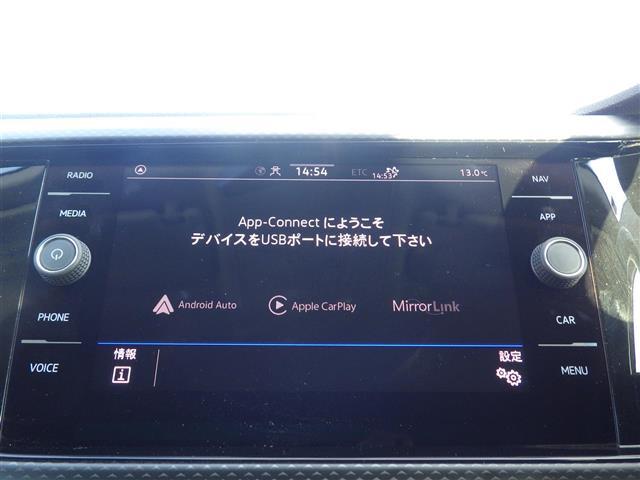 RADIO
MEDIA
PHONE
VOICE
14:54
ETC 14:53
13.0℃
App-Connect にようこそ
デバイスをUSBポートに接続して下さい
Android Auto
Apple CarPlay
MirrorLink
情報
設定
NAV
APP
CAR
MENU